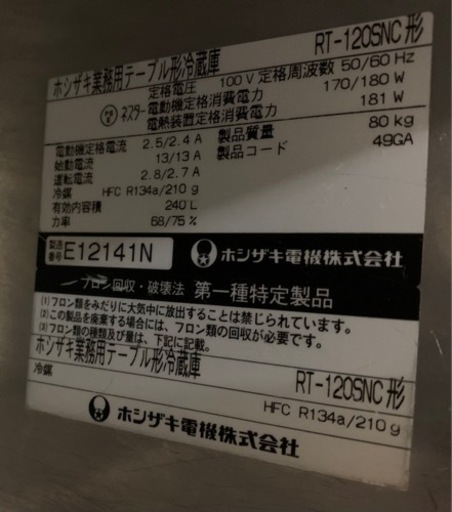 ホシザキ業務用テーブル形冷蔵庫 RT-120SNC形
定格電圧 100V 定格周波数 50/60 Hz
電動機定格消費電力 170/180 W
電熱装置定格消費電力 181 W
電動機定格電流 2.5/2.4 A 製品質量 80 kg
始動電流 13/13 A 製品コード 49GA
運転電流 2.8/2.7 A
冷媒 HFC R134a/210 g
有効内容積 240 L
力率 68/75 %
製造番号 E12141N ホシザキ電機株式会社
フロン回収・破壊法 第一種特定製品
(1)フロン類をみだりに大気中に放出することは禁じられています。
(2)この製品を廃棄する場合には、フロン類の回収が必要です。
(3)フロン類の種類及び量は、下記に記載。
ホシザキ業務用テーブル形冷蔵庫 RT-120SNC形
冷媒 HFC R134a/210 g
ホシザキ電機株式会社